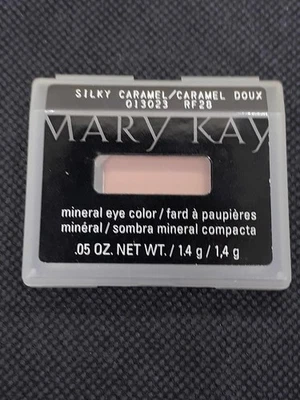 SILKY CARAMEL/CARAMEL DOUX
013023 RF28
MARY KAY
mineral eye color / fard à paupières
minéral / sombra mineral compacta
.05 OZ. NET WT. / 1.4 g / 1,4 g